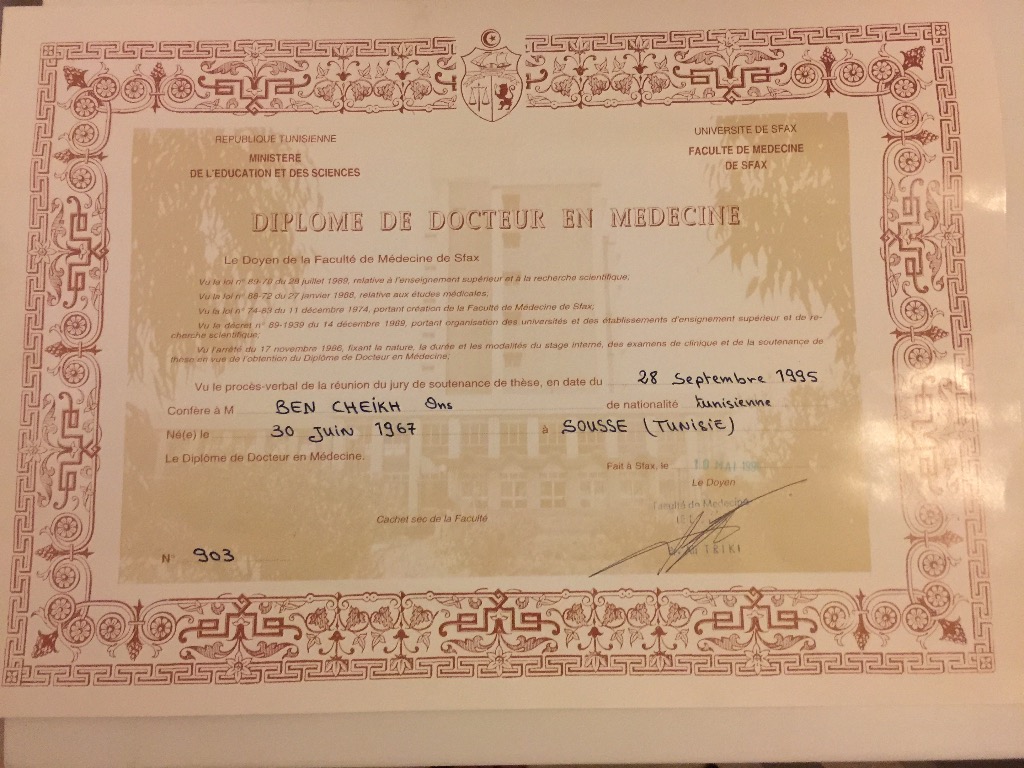 REPUBLIQUE TUNISIENNE
MINISTERE
DE L'EDUCATION ET DES SCIENCES
UNIVERSITE DE SFAX
FACULTE DE MEDECINE
DE SFAX
DIPLOME DE DOCTEUR EN MEDECINE
Le Doyen de la Faculté de Médecine de Sfax
Vu la loi n° 89-70 du 28 juillet 1989, relative à l'enseignement supérieur et à la recherche scientifique;
Vu la loi n° 88-72 du 27 janvier 1988, relative aux études médicales;
Vu la loi n° 74-83 du 11 décembre 1974, portant création de la Faculté de Médecine de Sfax;
Vu le décret n° 89-1939 du 14 décembre 1989, portant organisation des universités et des établissements d'ensignement supérieur et de re-
cherche scientifique;
Vu l'arrêté du 17 novembre 1986, fixant la nature, la durée et les modalités du stage interné, des examens de clinique et de la soutenance de
thèse en vue de l'obtention du Diplôme de Docteur en Médecine;
Vu le procès-verbal de la réunion du jury de soutenance de thèse, en date du 28 Septembre 1995
Confère à M BEN CHEIKH Ons de nationalité tunisienne
Né(e) le 30 Juin 1967 à SOUSSE (TUNISIE)
Le Diplôme de Docteur en Médecine.
Fait à Sfax, le MAI
Le Doyen
Faculté de Medecine
Cachet sec de la Faculté
TRIKI
N° 903